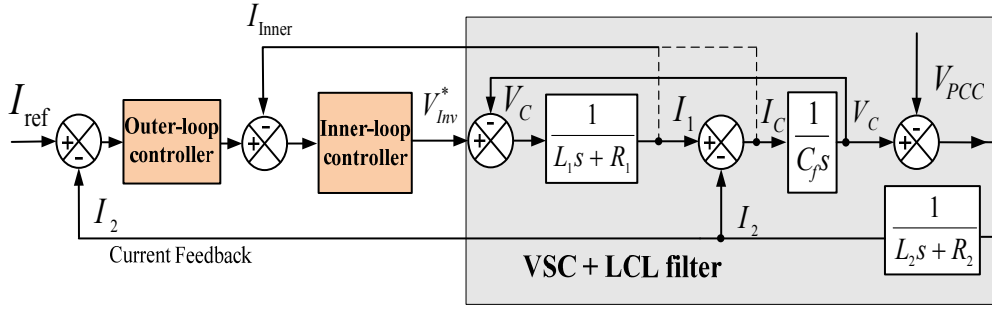 I_Inner
I_ref
+
-
Outer-loop
controller
+
-
Inner-loop
controller
V*_Inv
+
-
V_C
1
L_1 s + R_1
I_1
+
-
I_C
1
C_f s
V_C
+
-
V_PCC
I_2
Current Feedback
I_2
1
L_2 s + R_2
VSC + LCL filter